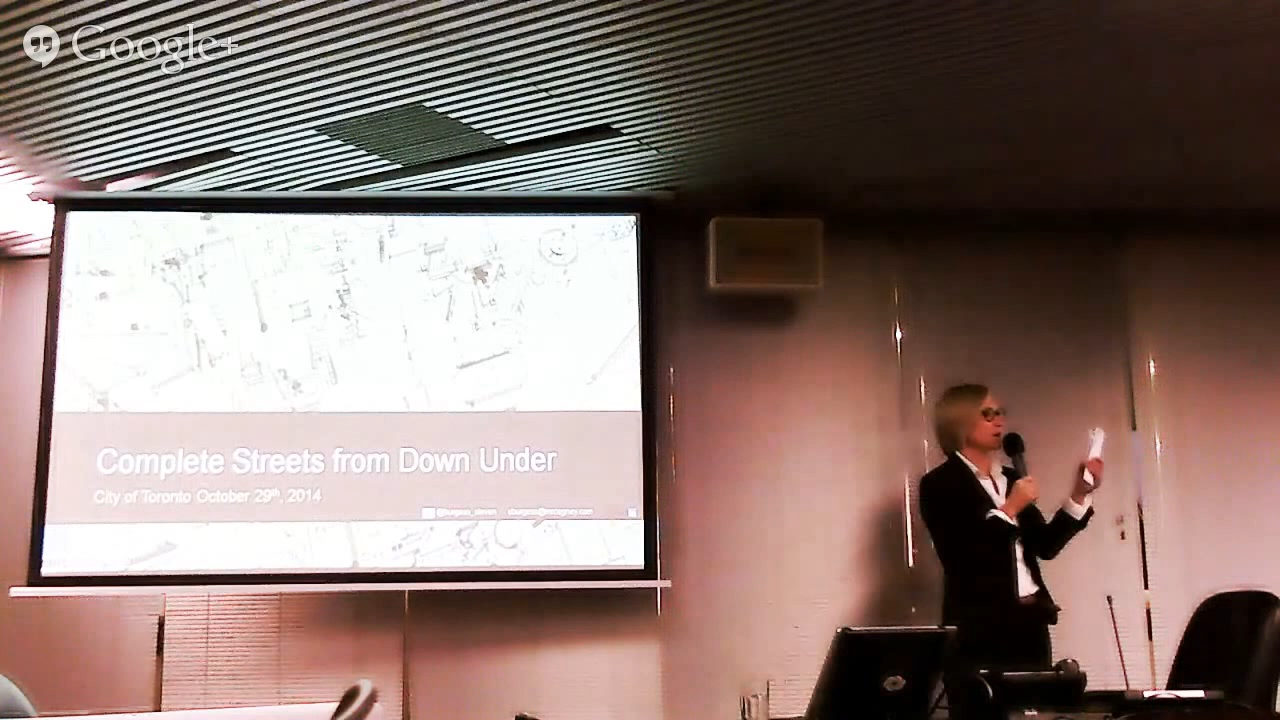 Google+
Complete Streets from Down Under
City of Toronto October 29th, 2014